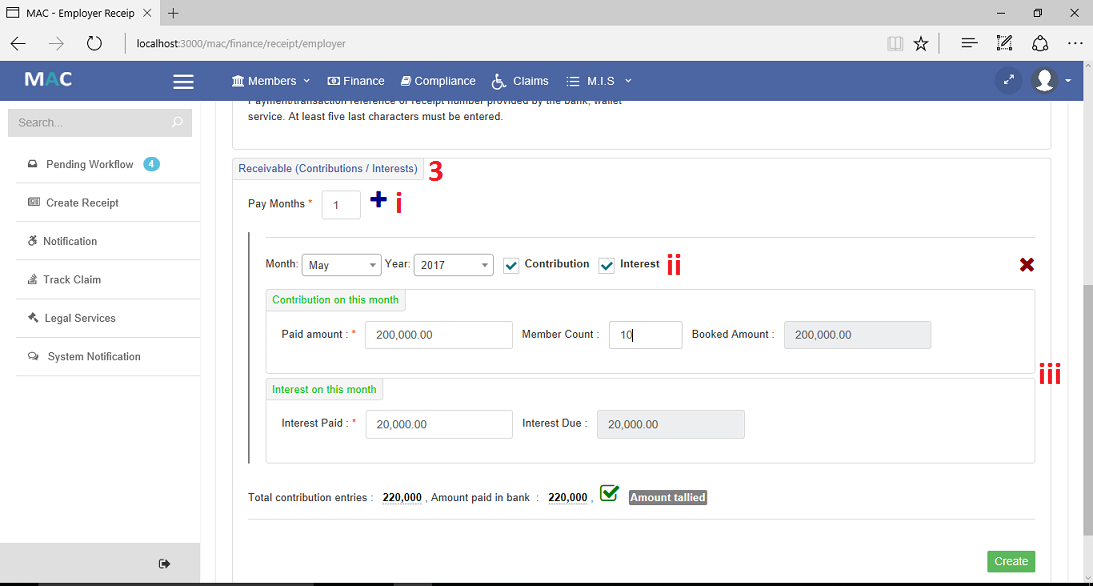 MAC - Employer Receip
localhost:3000/mac/finance/receipt/employer
MAC
Members
Finance
Compliance
Claims
M.I.S
Search...
Pending Workflow 4
Create Receipt
Notification
Track Claim
Legal Services
System Notification
Payment/transaction reference or receipt number provided by the bank, wallet
service. At least five last characters must be entered.
Receivable (Contributions / Interests) 3
Pay Months * 1 i
Month: May Year: 2017 Contribution Interest ii
Contribution on this month
Paid amount : * 200,000.00 Member Count : 10 Booked Amount : 200,000.00
iii
Interest on this month
Interest Paid : * 20,000.00 Interest Due : 20,000.00
Total contribution entries : 220,000 , Amount paid in bank : 220,000 , Amount tallied
Create